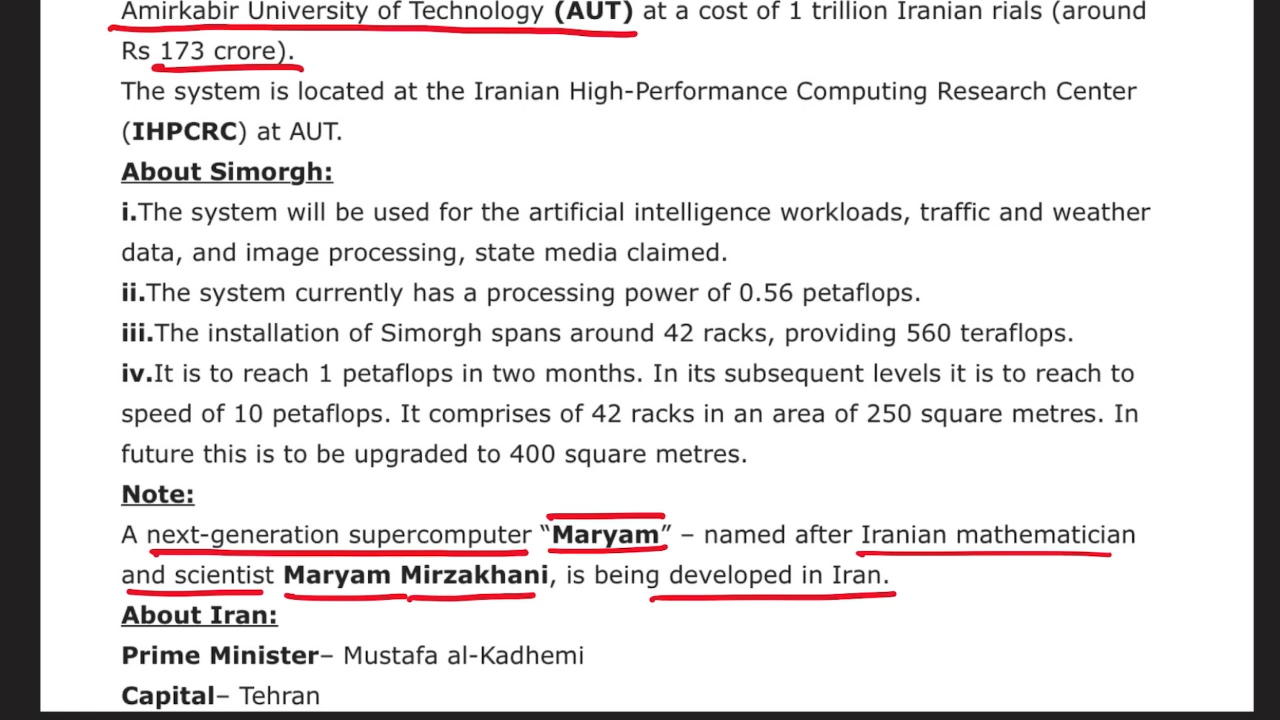 Amirkabir University of Technology (AUT) at a cost of 1 trillion Iranian rials (around
Rs 173 crore).
The system is located at the Iranian High-Performance Computing Research Center
(IHPCRC) at AUT.
About Simorgh:
i.The system will be used for the artificial intelligence workloads, traffic and weather
data, and image processing, state media claimed.
ii.The system currently has a processing power of 0.56 petaflops.
iii.The installation of Simorgh spans around 42 racks, providing 560 teraflops.
iv.It is to reach 1 petaflops in two months. In its subsequent levels it is to reach to
speed of 10 petaflops. It comprises of 42 racks in an area of 250 square metres. In
future this is to be upgraded to 400 square metres.
Note:
A next-generation supercomputer “Maryam” – named after Iranian mathematician
and scientist Maryam Mirzakhani, is being developed in Iran.
About Iran:
Prime Minister– Mustafa al-Kadhemi
Capital– Tehran